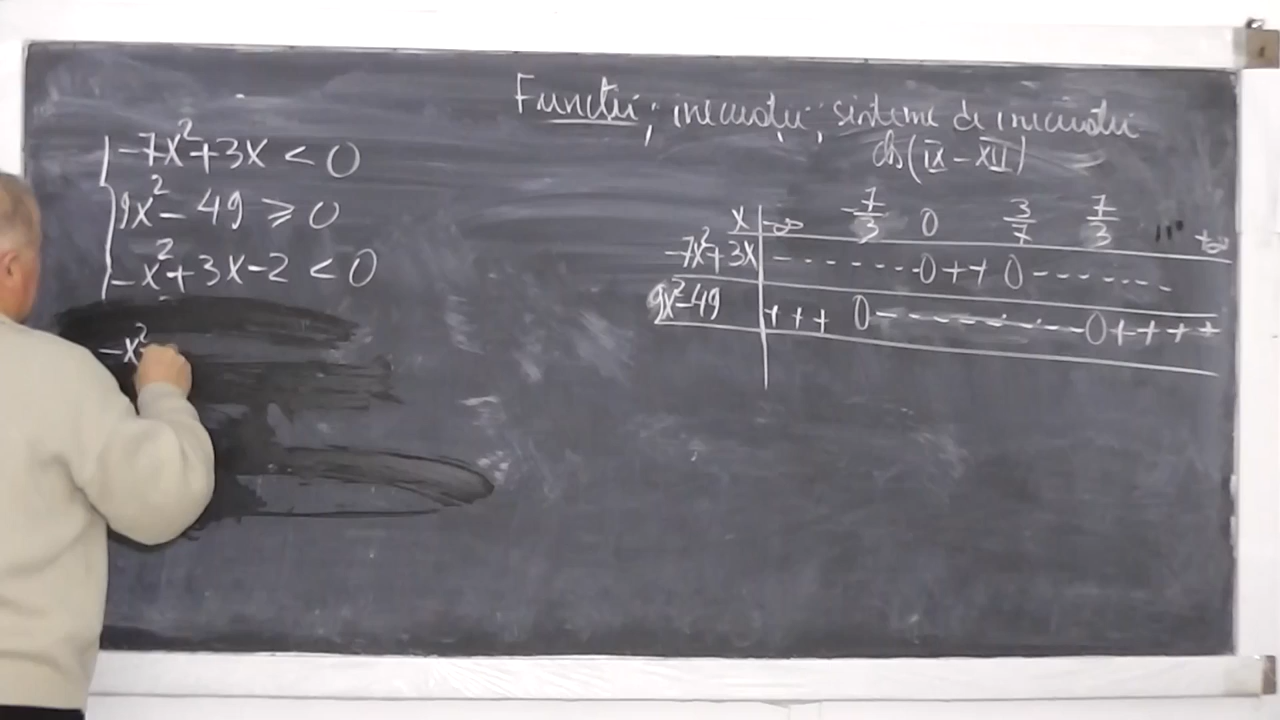 Functii; inecuații; sisteme de inecuatii
cls (IX - XII)
-7x²+3x < 0
9x² - 49 ⩾ 0
-x²+3x-2 < 0
-x²
x | -∞ -7/3 0 3/7 7/3 +∞
-7x²+3x | - - - - - - - 0 + + 0 - - - - - - -
9x²-49 | + + + 0 - - - - - - - - - 0 + + + +